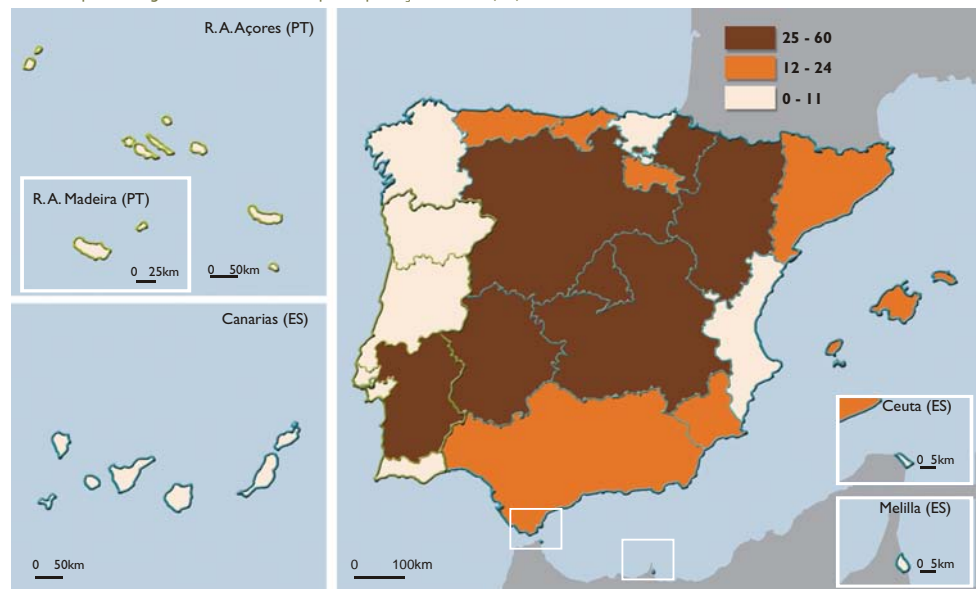 R. A. Açores (PT)
R. A. Madeira (PT)
0 25km
0 50km
Canarias (ES)
0 50km
25 - 60
12 - 24
0 - 11
0 100km
Ceuta (ES)
0 5km
Melilla (ES)
0 5km